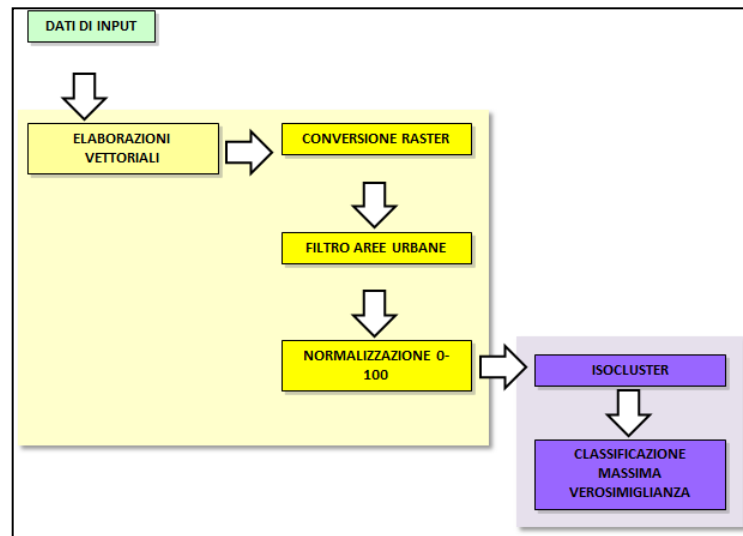 DATI DI INPUT
ELABORAZIONI
VETTORIALI
CONVERSIONE RASTER
FILTRO AREE URBANE
NORMALIZZAZIONE 0-
100
ISOCLUSTER
CLASSIFICAZIONE
MASSIMA
VEROSIMIGLIANZA